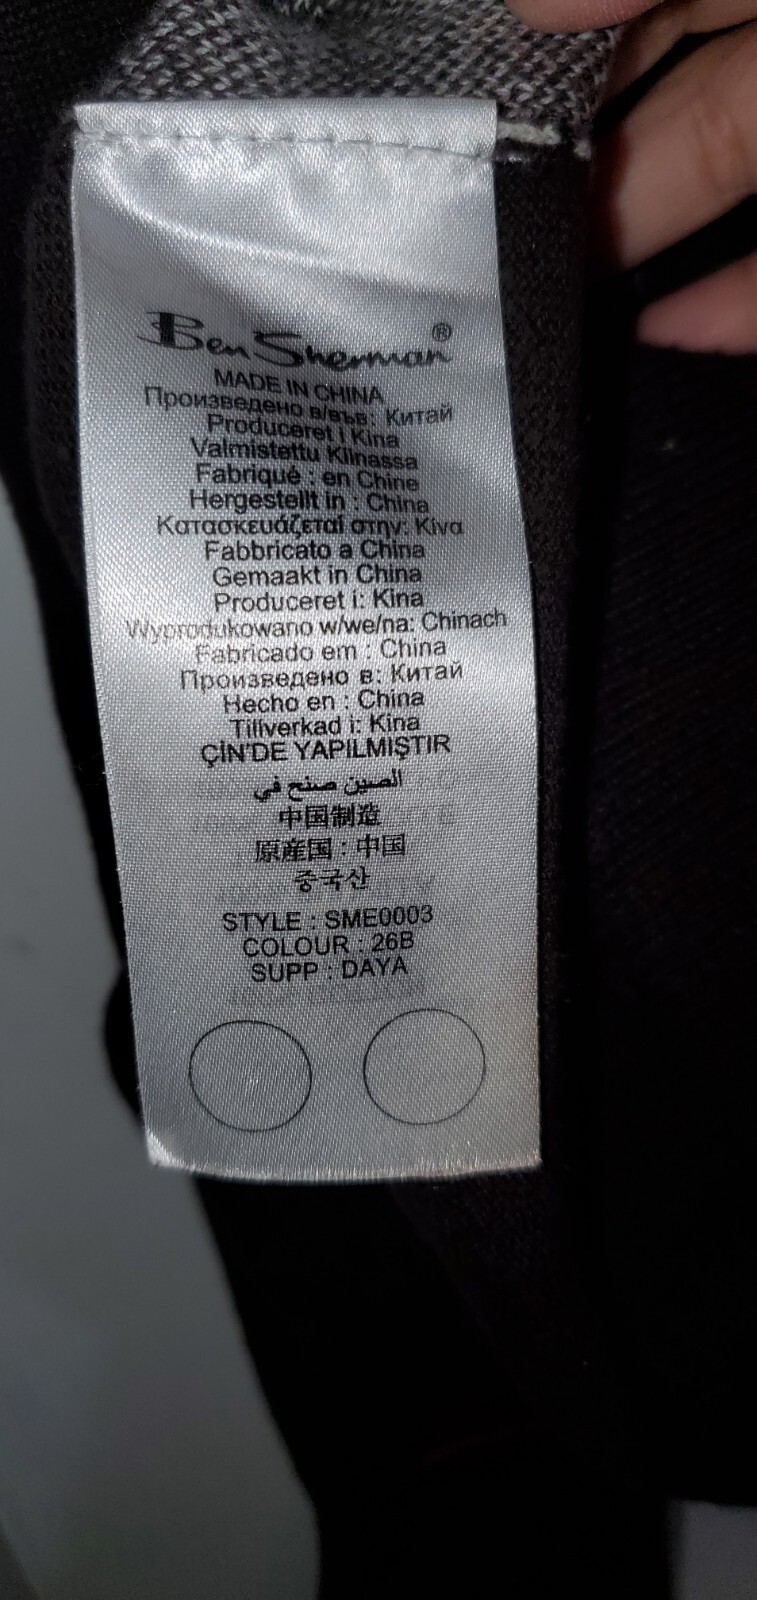 Ben Sherman®
MADE IN CHINA
Произведено в/във: Китай
Produceret i Kina
Valmistettu Kiinassa
Fabriqué : en Chine
Hergestellt in : China
Κατασκευάζεταί στην: Κίνα
Fabbricato a China
Gemaakt in China
Produceret i: Kina
Wyprodukowano w/we/na: Chinach
Fabricado em : China
Произведено в: Китай
Hecho en : China
Tillverkad i: Kina
ÇİN'DE YAPILMIŞTIR
الصين صنع في
中国制造
原産国 : 中国
중국산
STYLE : SME0003
COLOUR : 26B
SUPP : DAYA